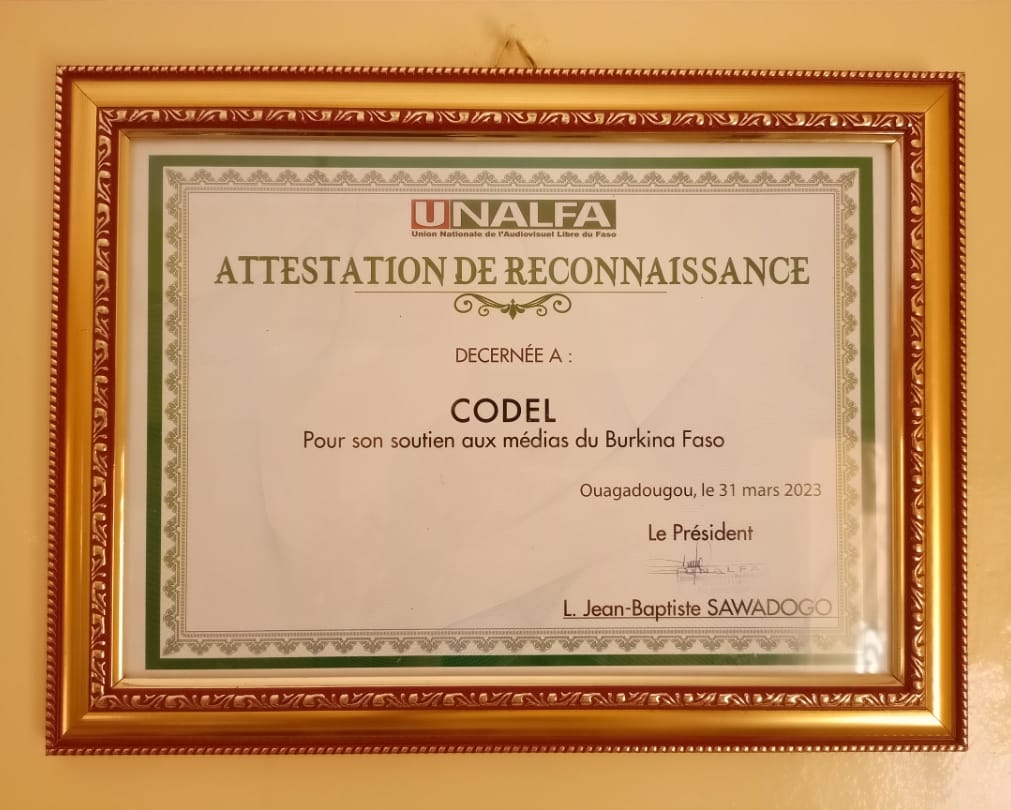 UNALFA
Union Nationale de l'Audiovisuel Libre du Faso
ATTESTATION DE RECONNAISSANCE
DECERNÉE A :
CODEL
Pour son soutien aux médias du Burkina Faso
Ouagadougou, le 31 mars 2023
Le Président
UNALFA
L. Jean-Baptiste SAWADOGO